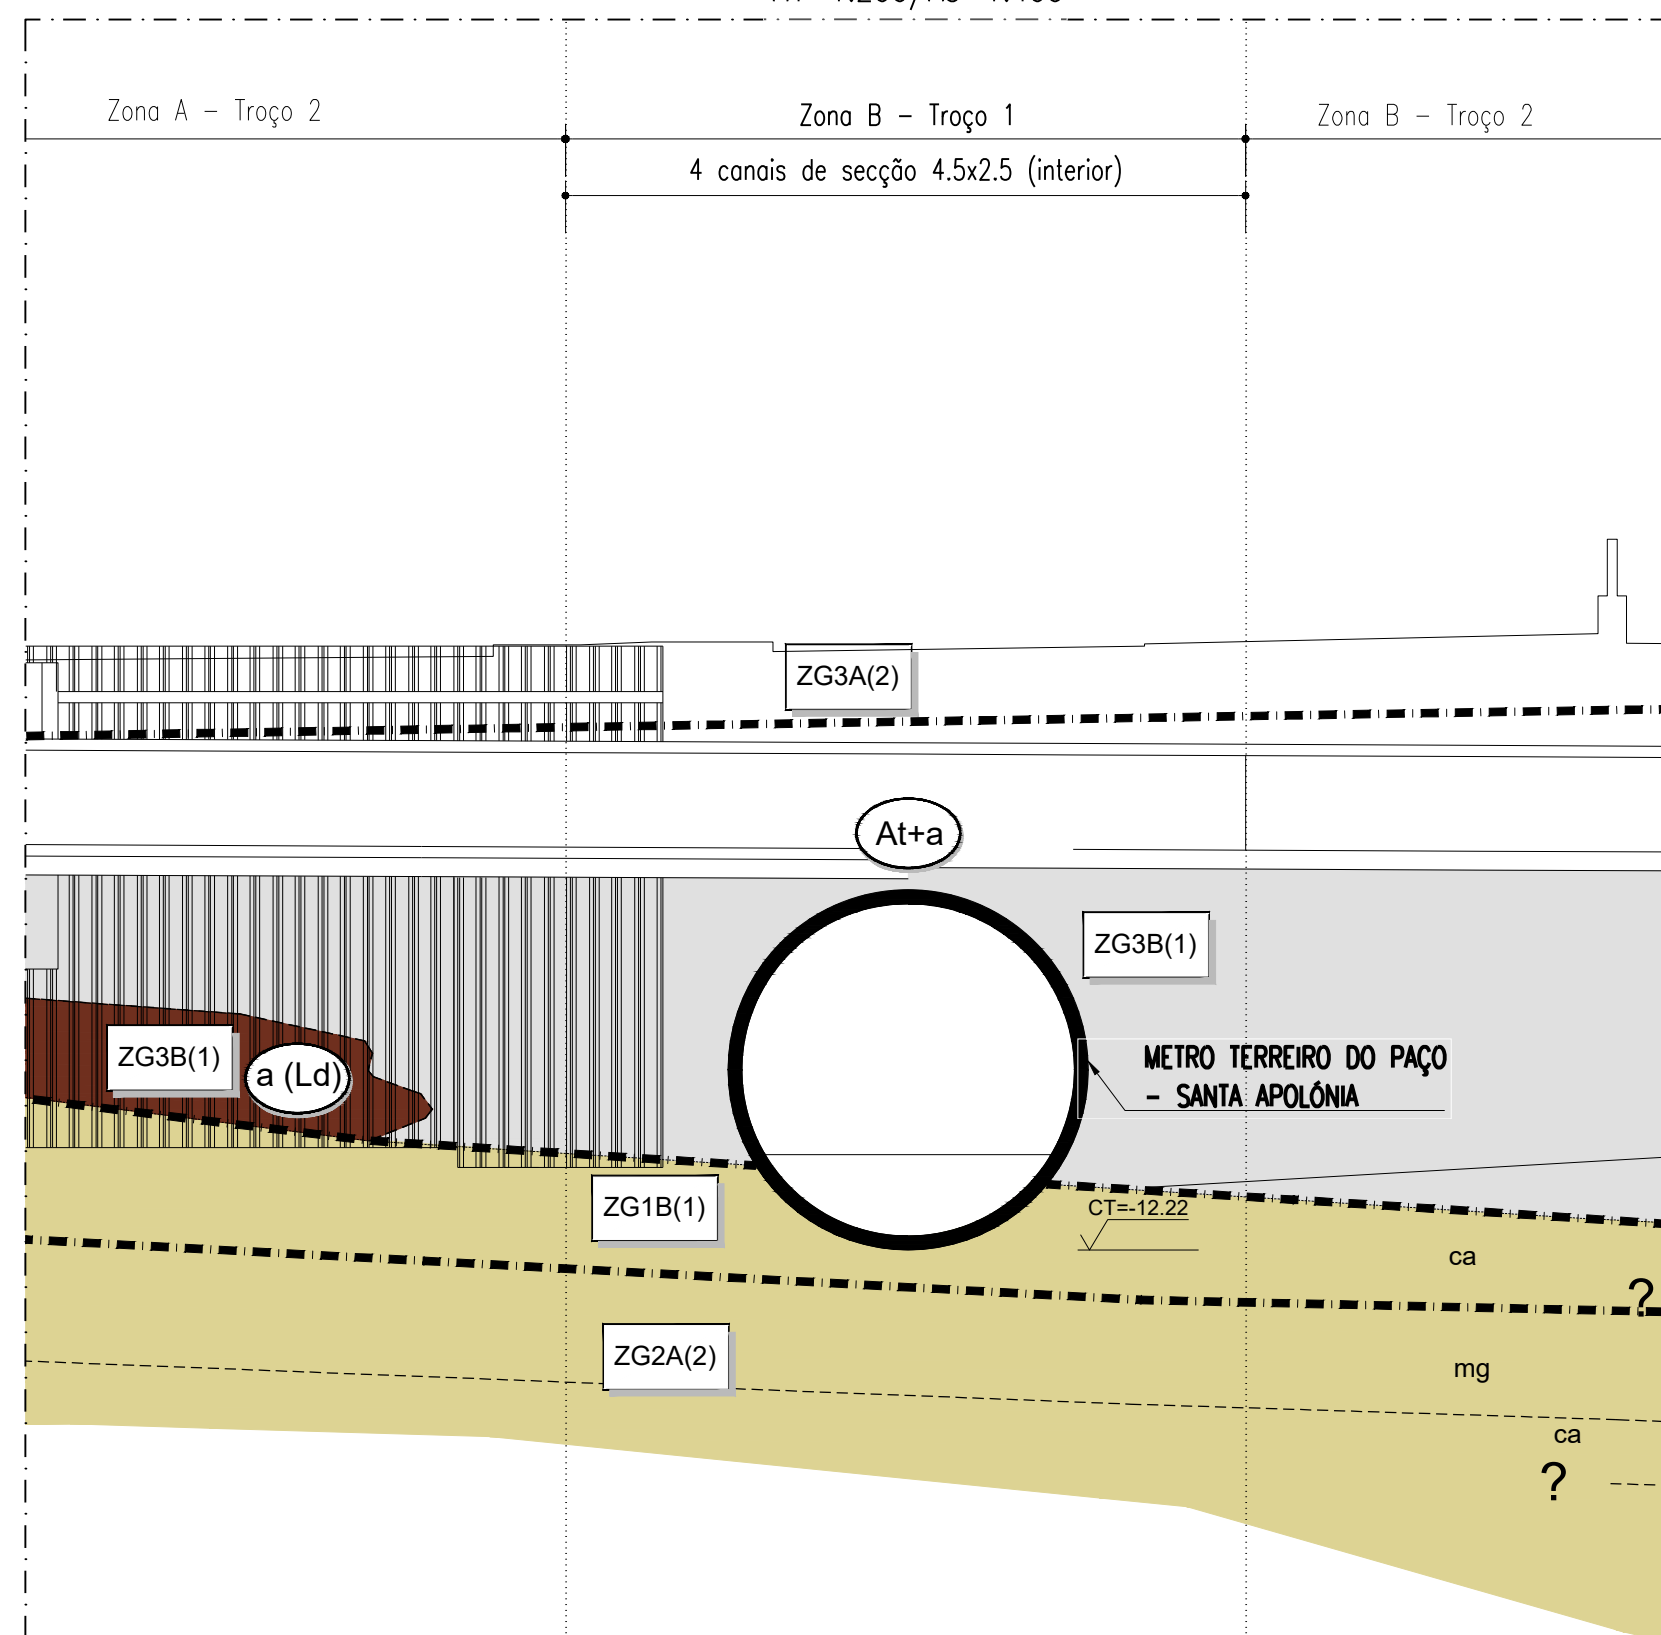 Zona A - Troço 2
Zona B - Troço 1
Zona B - Troço 2
4 canais de secção 4.5x2.5 (interior)
ZG3A(2)
At+a
ZG3B(1)
ZG3B(1)
a (Ld)
METRO TERREIRO DO PAÇO
- SANTA APOLÓNIA
ZG1B(1)
CT=-12.22
ca
?
ZG2A(2)
mg
ca
?